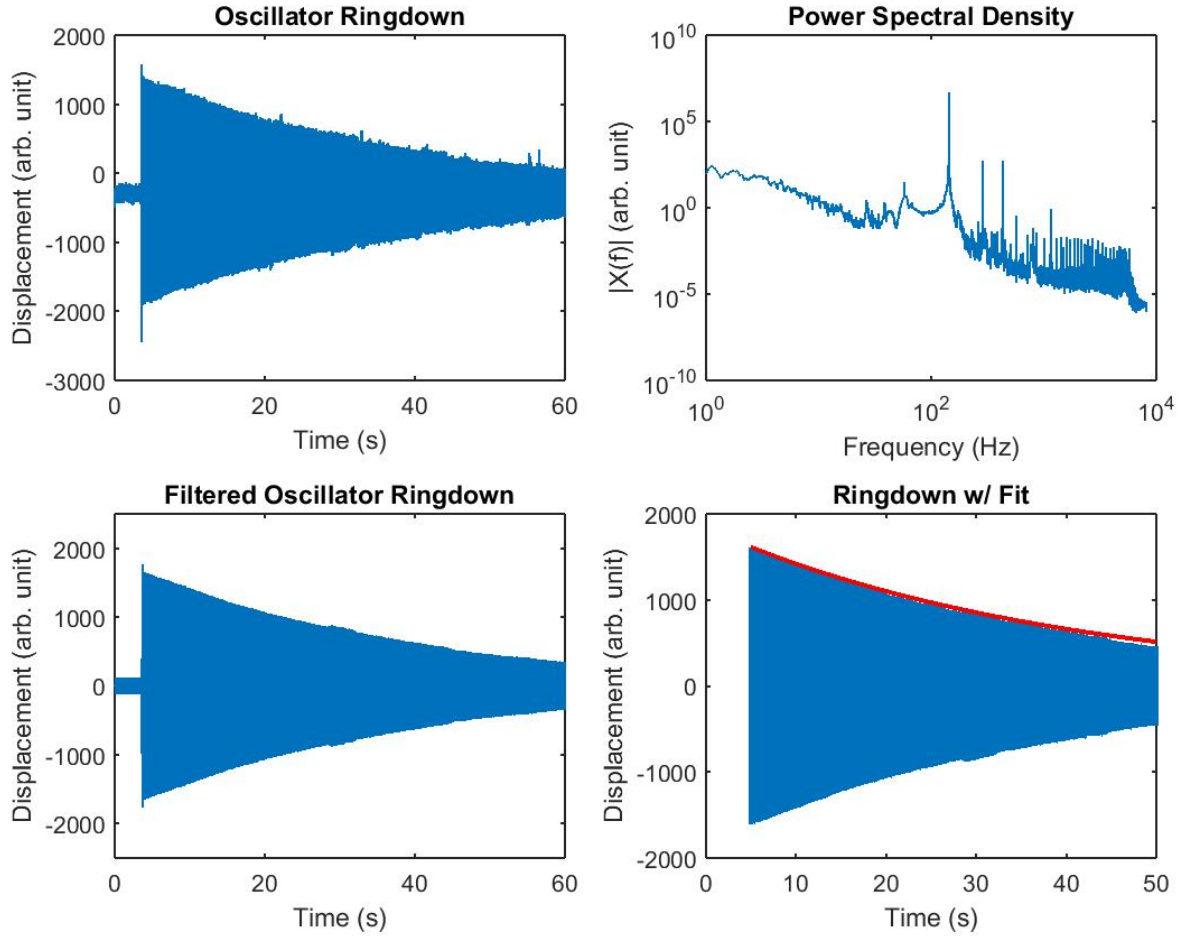 Oscillator Ringdown
2000
1000
0
-1000
-2000
-3000
Displacement (arb. unit)
0 20 40 60
Time (s)
Power Spectral Density
10^10
10^5
10^0
10^-5
10^-10
|X(f)| (arb. unit)
10^0 10^2 10^4
Frequency (Hz)
Filtered Oscillator Ringdown
2000
1000
0
-1000
-2000
Displacement (arb. unit)
0 20 40 60
Time (s)
Ringdown w/ Fit
2000
1000
0
-1000
-2000
Displacement (arb. unit)
0 10 20 30 40 50
Time (s)